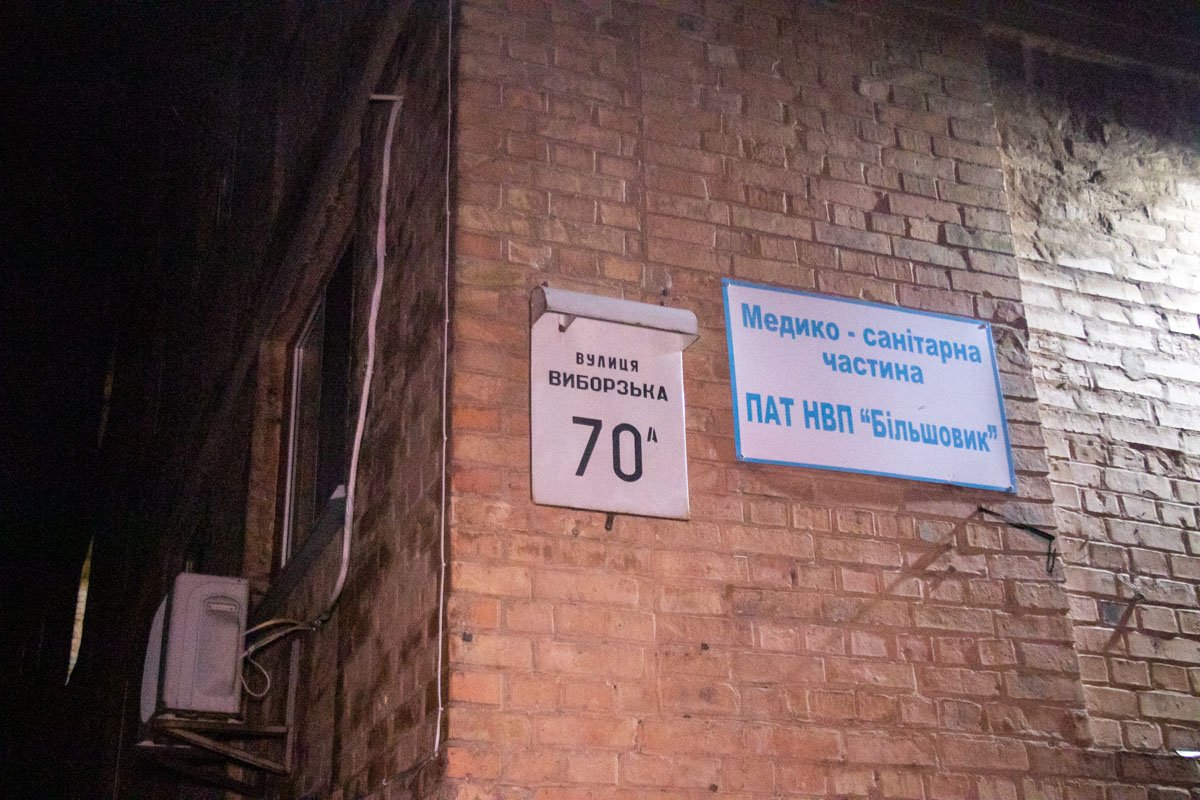 ВУЛИЦЯ
ВИБОРЗЬКА
70А
Медико - санітарна
частина
ПАТ НВП “Більшовик”